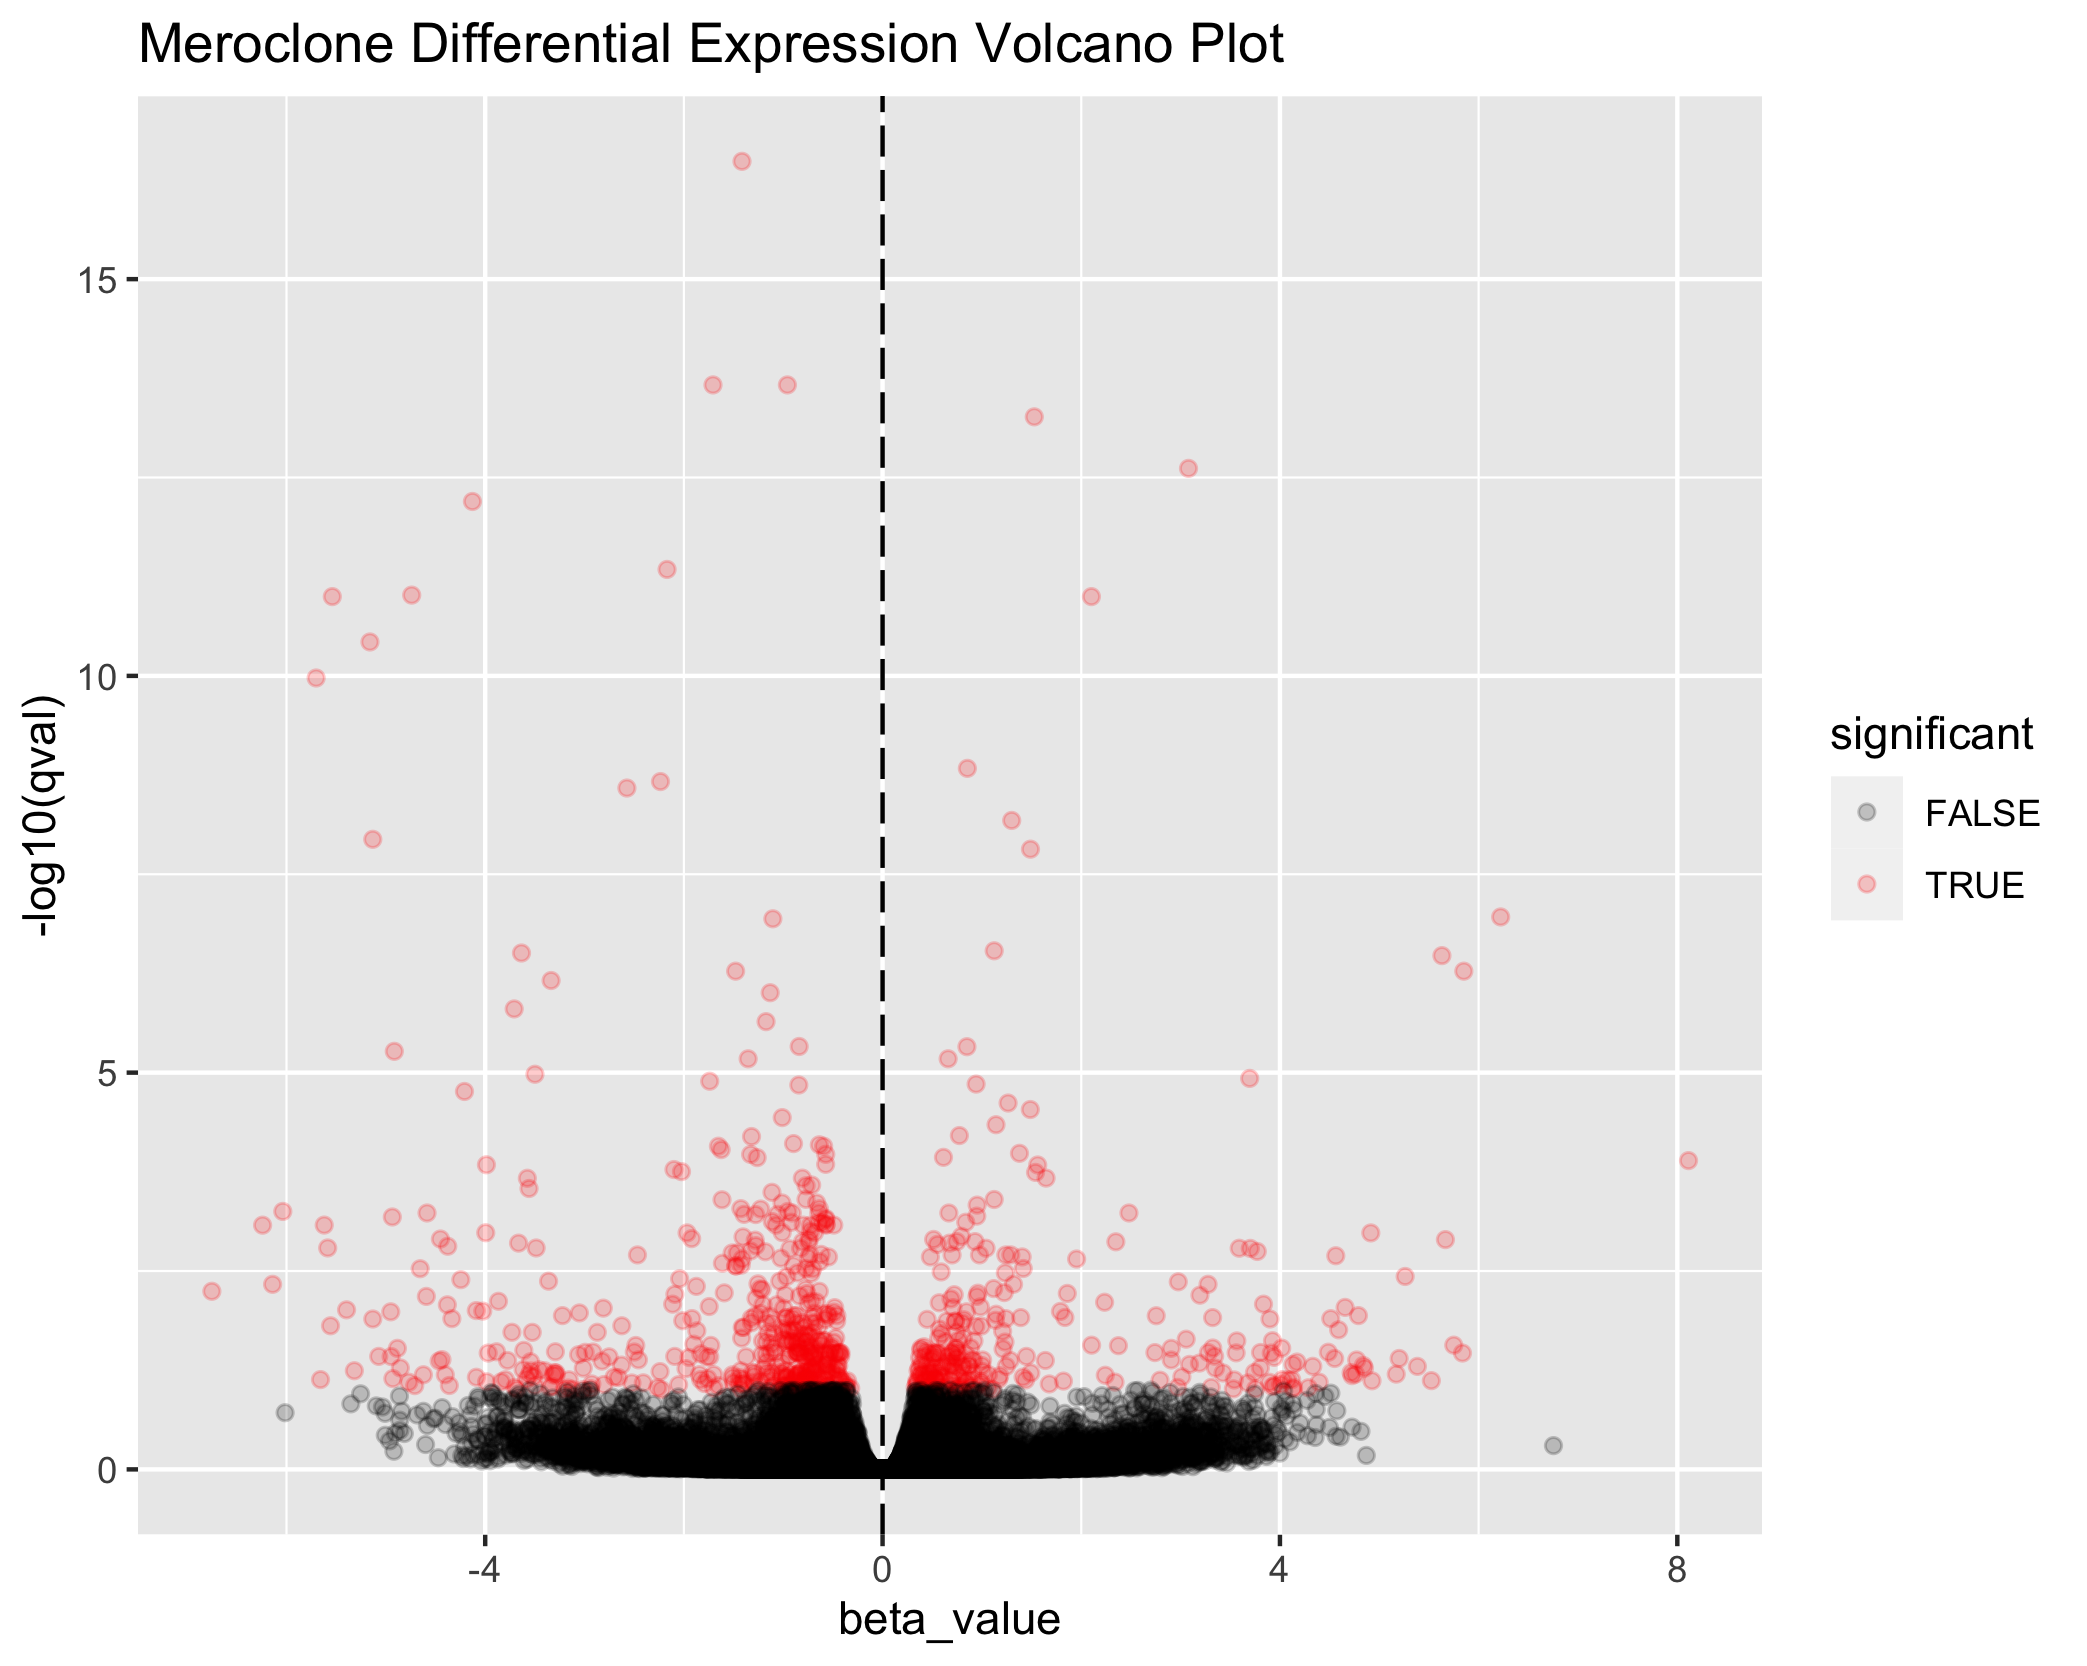 Meroclone Differential Expression Volcano Plot
-log10(qval)
15
10
5
0
-4
0
4
8
beta_value
significant
FALSE
TRUE